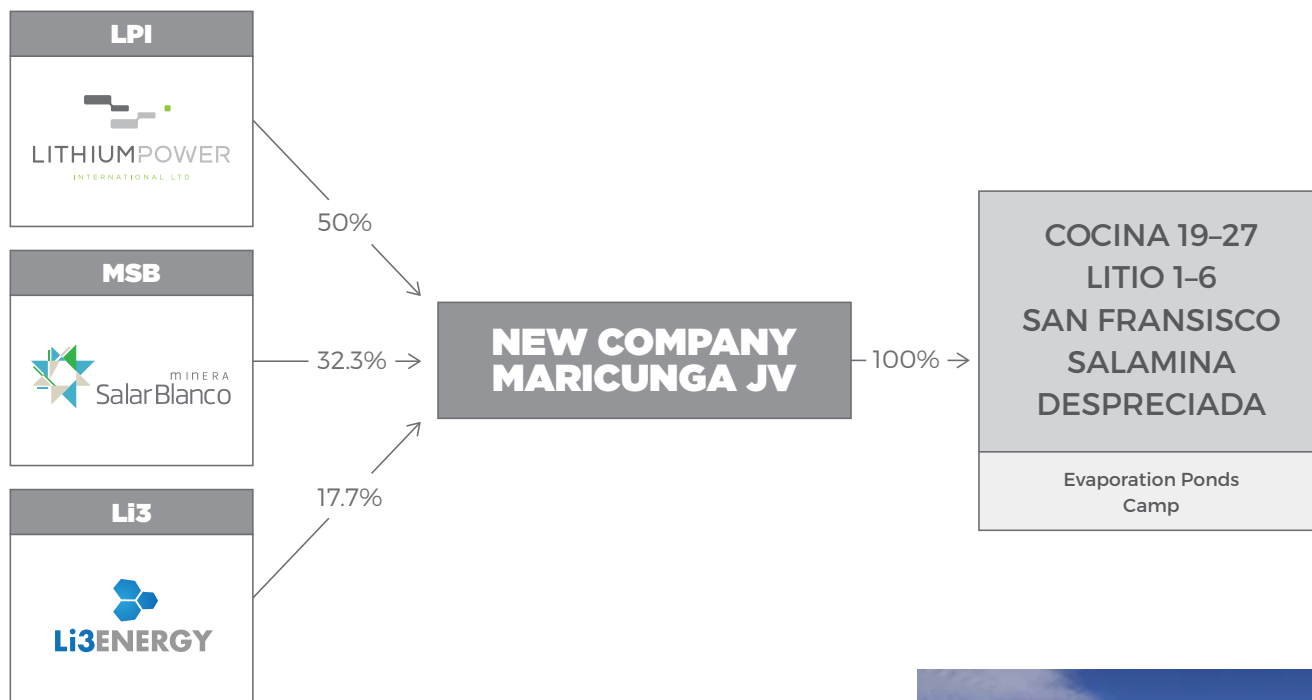 LPI
LITHIUMPOWER
INTERNATIONAL LTD
50%
MSB
MINERA
SalarBlanco
32.3%
NEW COMPANY
MARICUNGA JV
100%
COCINA 19–27
LITIO 1–6
SAN FRANSISCO
SALAMINA
DESPRECIADA
Evaporation Ponds
Camp
17.7%
Li3
Li3ENERGY